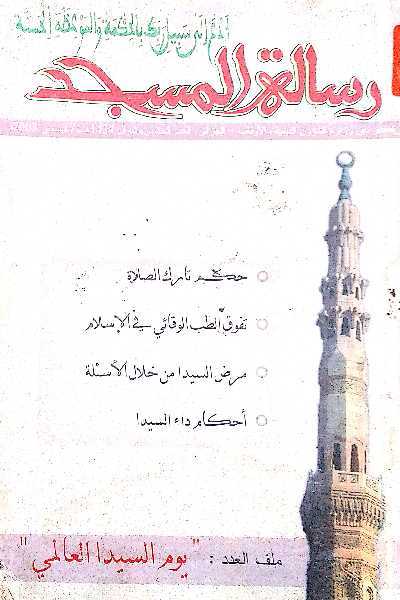 ادع إلى سبيل ربك بالحكمة والموعظة الحسنة
رسالة المسجد
حكم تارك الصلاة
تفوق الطب الوقائي في الإسلام
مرض السيدا من خلال الأسئلة
أحكام داء السيدا
ملف العدد : "يوم السيدا العالمي"